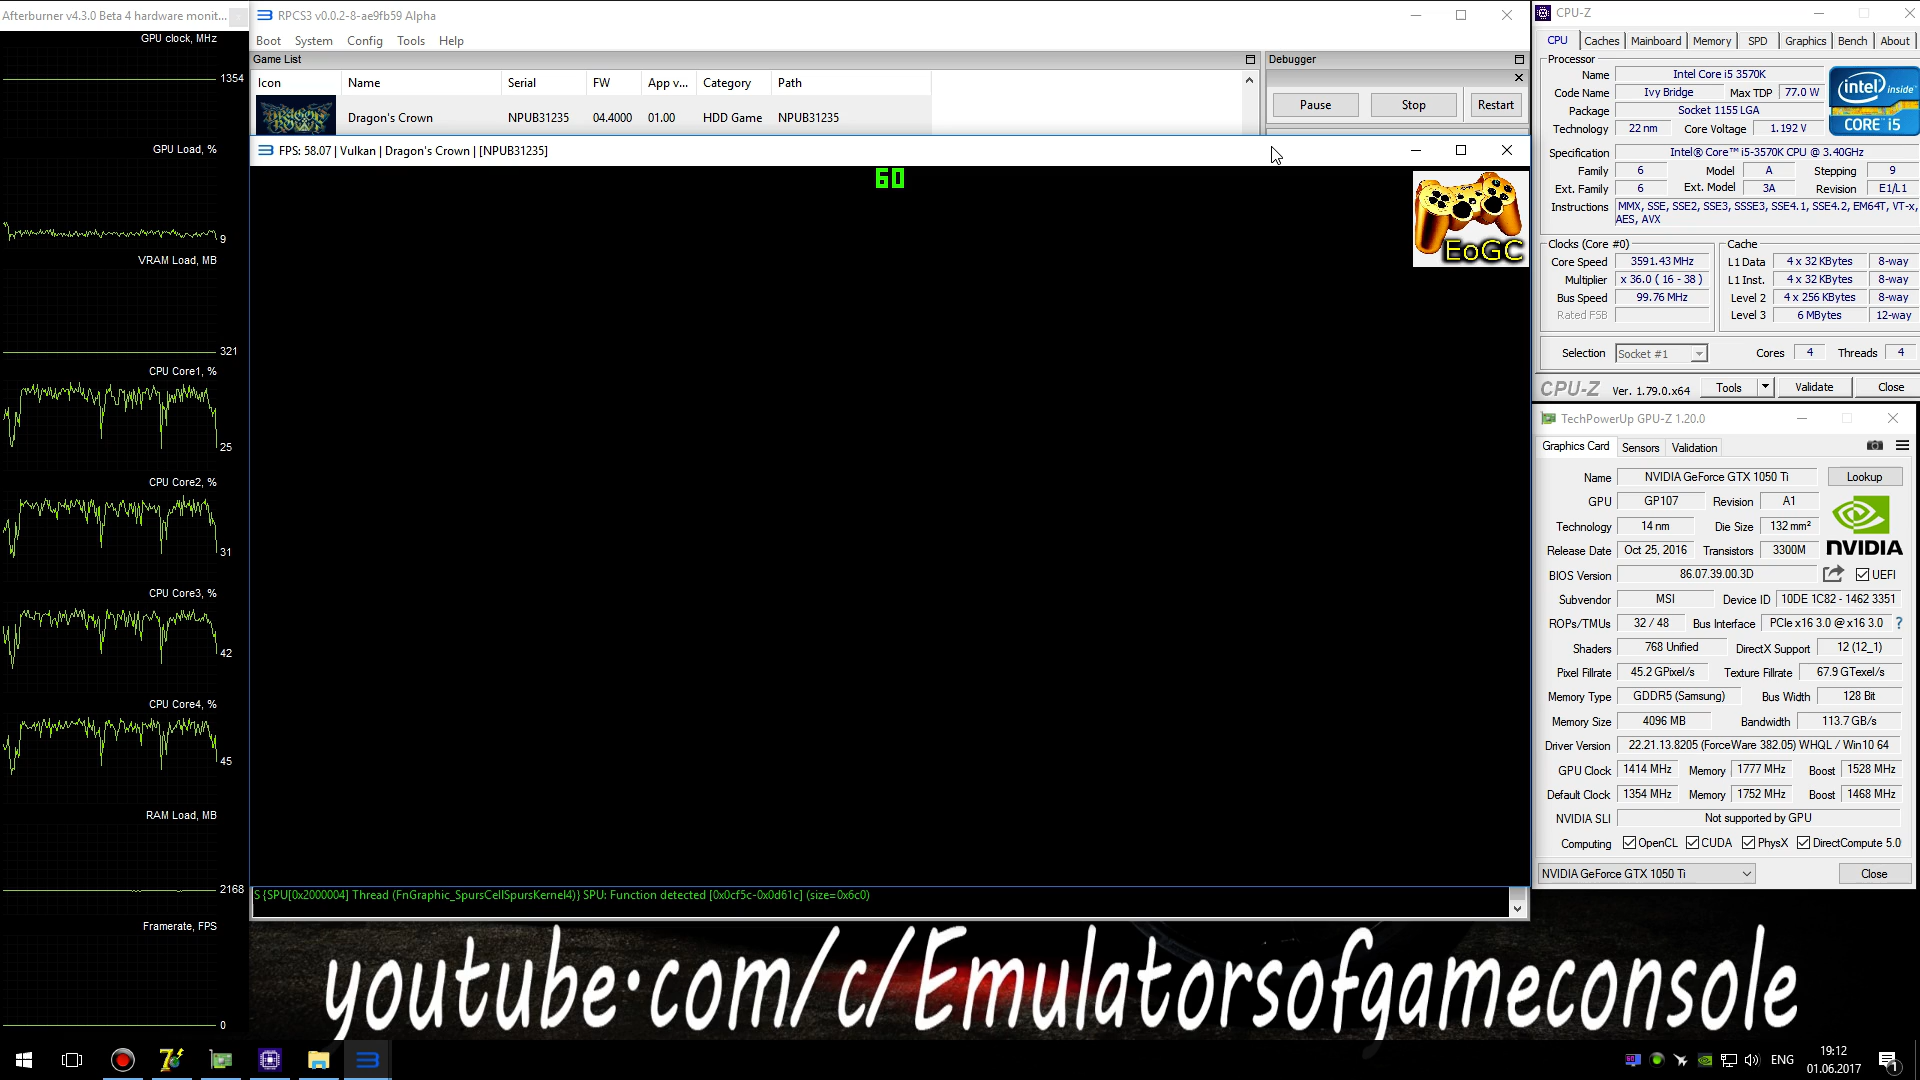 Afterburner v4.3.0 Beta 4 hardware monit...
GPU clock, MHz
1354
GPU Load, %
9
VRAM Load, MB
321
CPU Core1, %
25
CPU Core2, %
31
CPU Core3, %
42
CPU Core4, %
45
RAM Load, MB
2168
Framerate, FPS
0
RPCS3 v0.0.2-8-ae9fb59 Alpha
Boot System Config Tools Help
Game List
Icon Name Serial FW App v... Category Path
DRAGON'S CROWN
Dragon's Crown NPUB31235 04.4000 01.00 HDD Game NPUB31235
Debugger
Pause Stop Restart
FPS: 58.07 | Vulkan | Dragon's Crown | [NPUB31235]
60
EoGC
S {SPU[0x2000004] Thread (FnGraphic_SpursCellSpursKernel4)} SPU: Function detected [0x0cf5c-0x0d61c] (size=0x6c0)
CPU-Z
CPU Caches Mainboard Memory SPD Graphics Bench About
Processor
Name Intel Core i5 3570K
Code Name Ivy Bridge Max TDP 77.0 W
Package Socket 1155 LGA
Technology 22 nm Core Voltage 1.192 V
intel inside
CORE i5
Specification Intel® Core™ i5-3570K CPU @ 3.40GHz
Family 6 Model A Stepping 9
Ext. Family 6 Ext. Model 3A Revision E1/L1
Instructions MMX, SSE, SSE2, SSE3, SSSE3, SSE4.1, SSE4.2, EM64T, VT-x,
AES, AVX
Clocks (Core #0)
Core Speed 3591.43 MHz
Multiplier x 36.0 ( 16 - 38 )
Bus Speed 99.76 MHz
Rated FSB
Cache
L1 Data 4 x 32 KBytes 8-way
L1 Inst. 4 x 32 KBytes 8-way
Level 2 4 x 256 KBytes 8-way
Level 3 6 MBytes 12-way
Selection Socket #1 Cores 4 Threads 4
CPU-Z Ver. 1.79.0.x64 Tools Validate Close
TechPowerUp GPU-Z 1.20.0
Graphics Card Sensors Validation
Name NVIDIA GeForce GTX 1050 Ti Lookup
GPU GP107 Revision A1
Technology 14 nm Die Size 132 mm²
Release Date Oct 25, 2016 Transistors 3300M
NVIDIA
BIOS Version 86.07.39.00.3D UEFI
Subvendor MSI Device ID 10DE 1C82 - 1462 3351
ROPs/TMUs 32 / 48 Bus Interface PCIe x16 3.0 @ x16 3.0 ?
Shaders 768 Unified DirectX Support 12 (12_1)
Pixel Fillrate 45.2 GPixel/s Texture Fillrate 67.9 GTexel/s
Memory Type GDDR5 (Samsung) Bus Width 128 Bit
Memory Size 4096 MB Bandwidth 113.7 GB/s
Driver Version 22.21.13.8205 (ForceWare 382.05) WHQL / Win10 64
GPU Clock 1414 MHz Memory 1777 MHz Boost 1528 MHz
Default Clock 1354 MHz Memory 1752 MHz Boost 1468 MHz
NVIDIA SLI Not supported by GPU
Computing OpenCL CUDA PhysX DirectCompute 5.0
NVIDIA GeForce GTX 1050 Ti Close
youtube.com/c/Emulatorsofgameconsole
ENG
19:12
01.06.2017
1